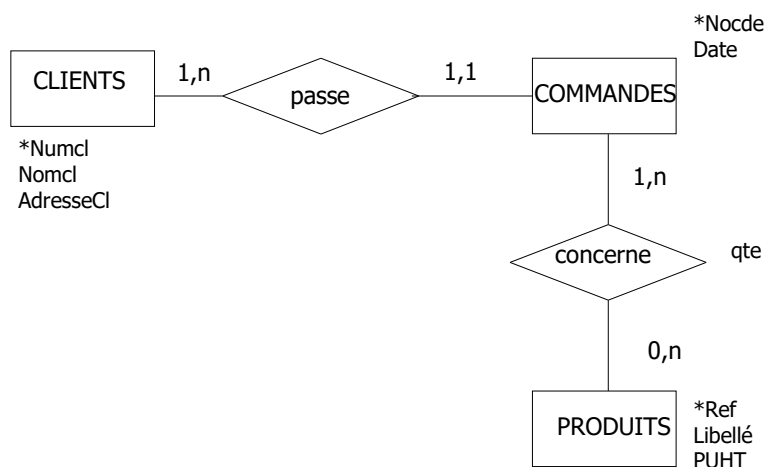 *Nocde
Date
CLIENTS
1,n
passe
1,1
COMMANDES
*Numcl
Nomcl
AdresseCl
1,n
concerne
qte
0,n
PRODUITS
*Ref
Libellé
PUHT